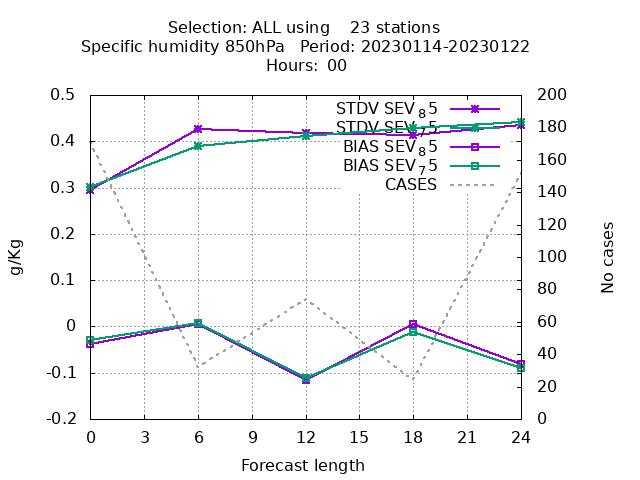 Selection: ALL using 23 stations
Specific humidity 850hPa Period: 20230114-20230122
Hours: 00
0.5
0.4
0.3
0.2
0.1
0
-0.1
-0.2
g/Kg
STDV SEV85
STDV SEV75
BIAS SEV85
BIAS SEV75
CASES
200
180
160
140
120
100
80
60
40
20
0
No cases
0 3 6 9 12 15 18 21 24
Forecast length